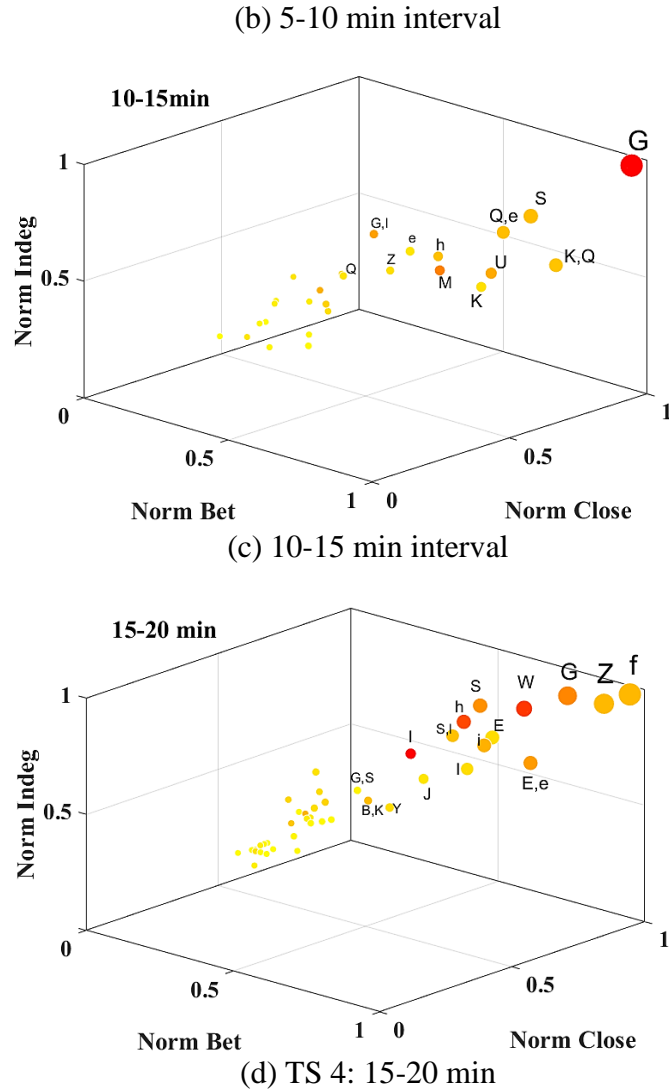 (b) 5-10 min interval
10-15min
1
G
S
Q,e
G,I
e
h
K,Q
Q
Z
M
U
K
0.5
Norm Indeg
0
0.5
1
0
0.5
1
Norm Bet
Norm Close
(c) 10-15 min interval
15-20 min
1
f
Z
G
W
S
h
E
S,I
i
I
I
E,e
J
G,S
B,K
Y
0.5
Norm Indeg
0
0.5
1
0
0.5
1
Norm Bet
Norm Close
(d) TS 4: 15-20 min